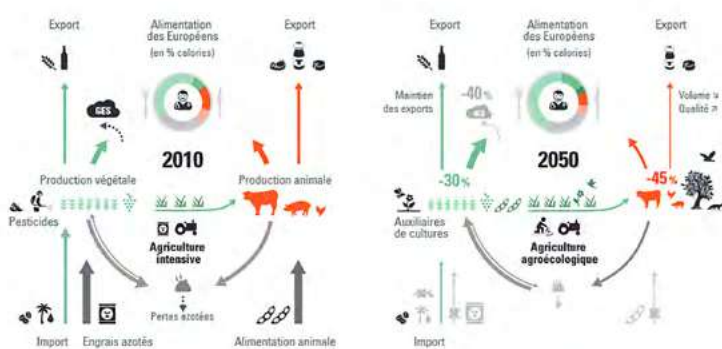 Export
Alimentation
des Européens
(en % calories)
Export
GES
2010
Production végétale
Production animale
Pesticides
Agriculture
intensive
Pertes azotées
Import
Engrais azotés
Alimentation animale
Export
Alimentation
des Européens
(en % calories)
Export
Maintien
des exports
-40%
Volume ↘
Qualité ↗
2050
-30%
-45%
Auxiliaires
de cultures
Agriculture
agroécologique
Import